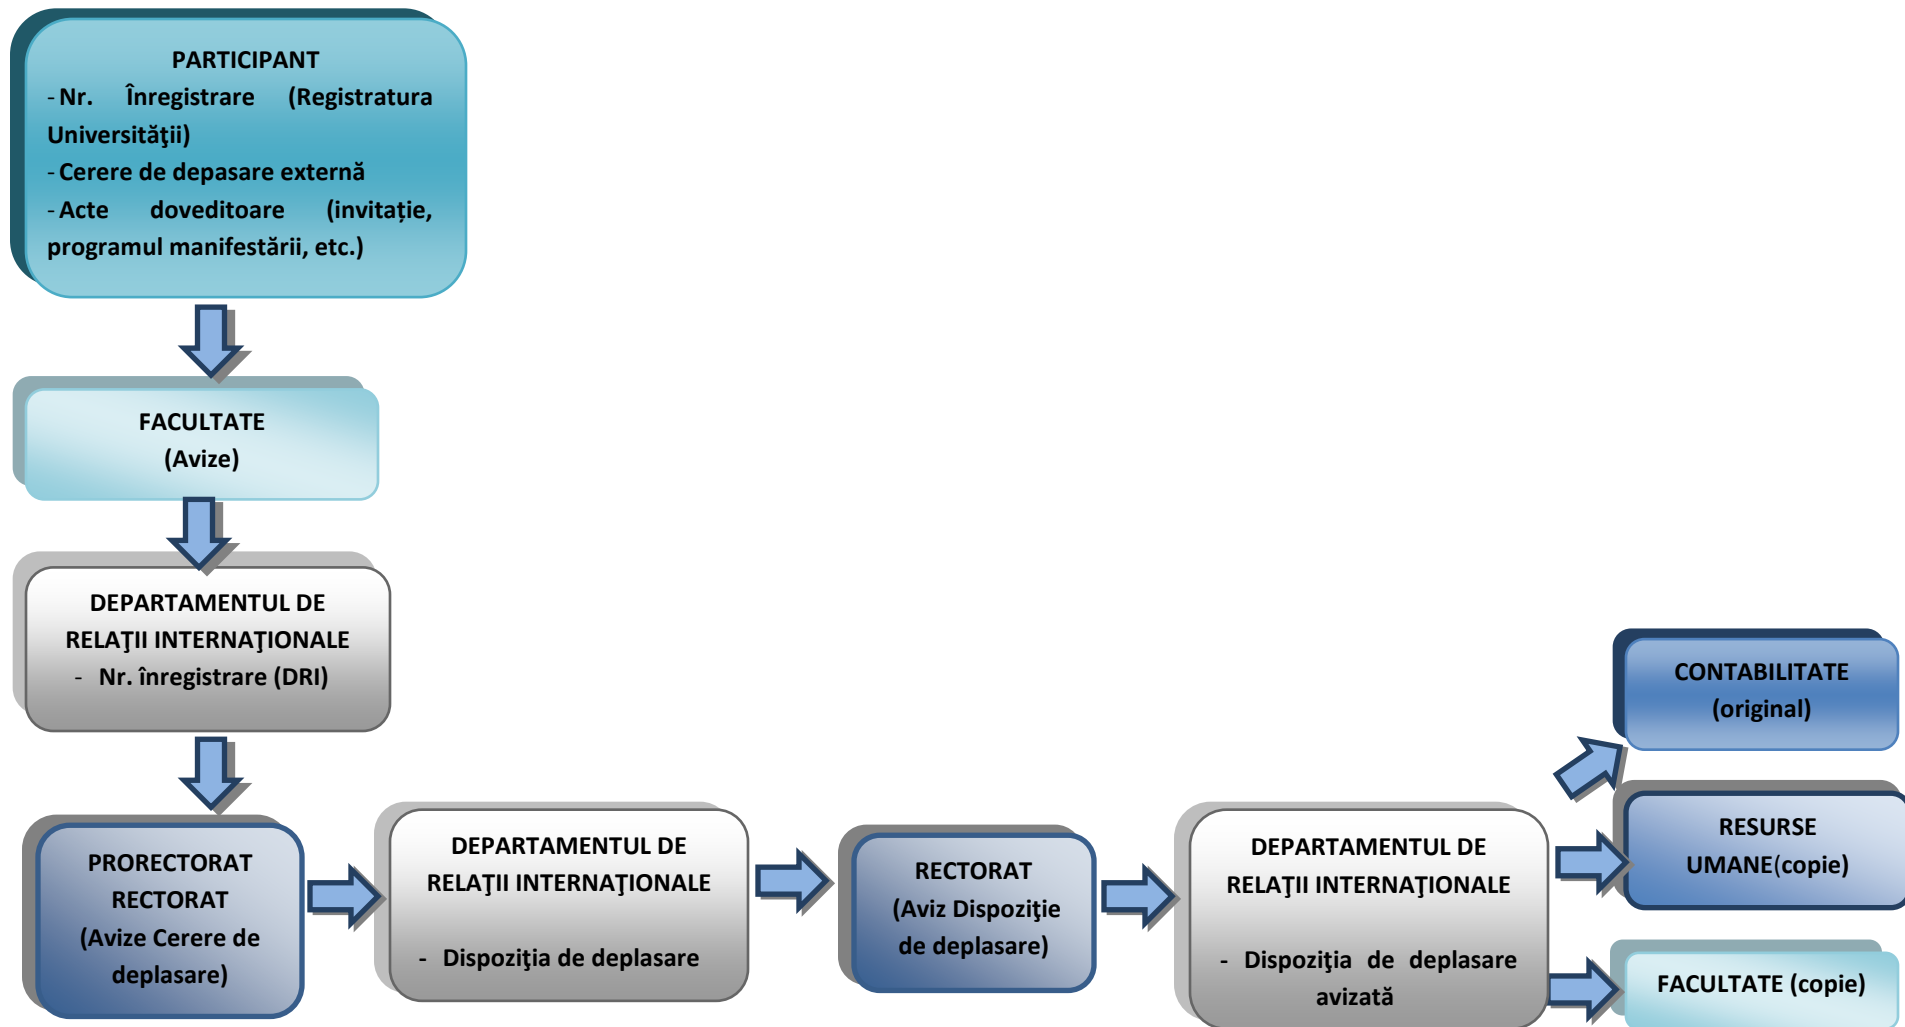 PARTICIPANT
- Nr. Înregistrare (Registratura
Universităţii)
- Cerere de depasare externă
- Acte doveditoare (invitație,
programul manifestării, etc.)
FACULTATE
(Avize)
DEPARTAMENTUL DE
RELAŢII INTERNAŢIONALE
- Nr. înregistrare (DRI)
PRORECTORAT
RECTORAT
(Avize Cerere de
deplasare)
DEPARTAMENTUL DE
RELAŢII INTERNAŢIONALE
- Dispoziţia de deplasare
RECTORAT
(Aviz Dispoziţie
de deplasare)
DEPARTAMENTUL DE
RELAŢII INTERNAŢIONALE
- Dispoziţia de deplasare
avizată
CONTABILITATE
(original)
RESURSE
UMANE(copie)
FACULTATE (copie)